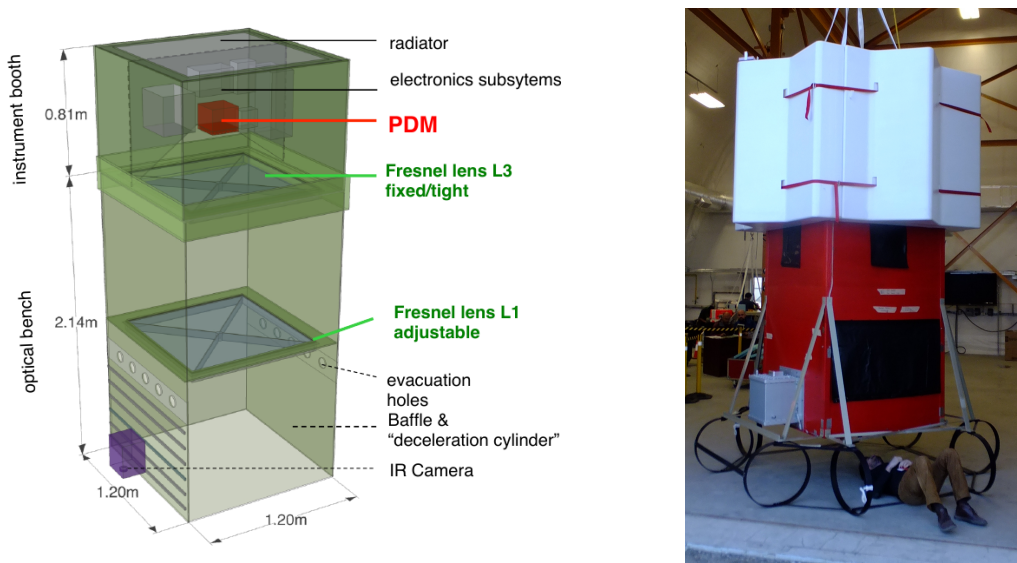 radiator
electronics subsytems
PDM
Fresnel lens L3
fixed/tight
Fresnel lens L1
adjustable
evacuation
holes
Baffle &
“deceleration cylinder”
IR Camera
instrument booth
0.81m
optical bench
2.14m
1.20m
1.20m